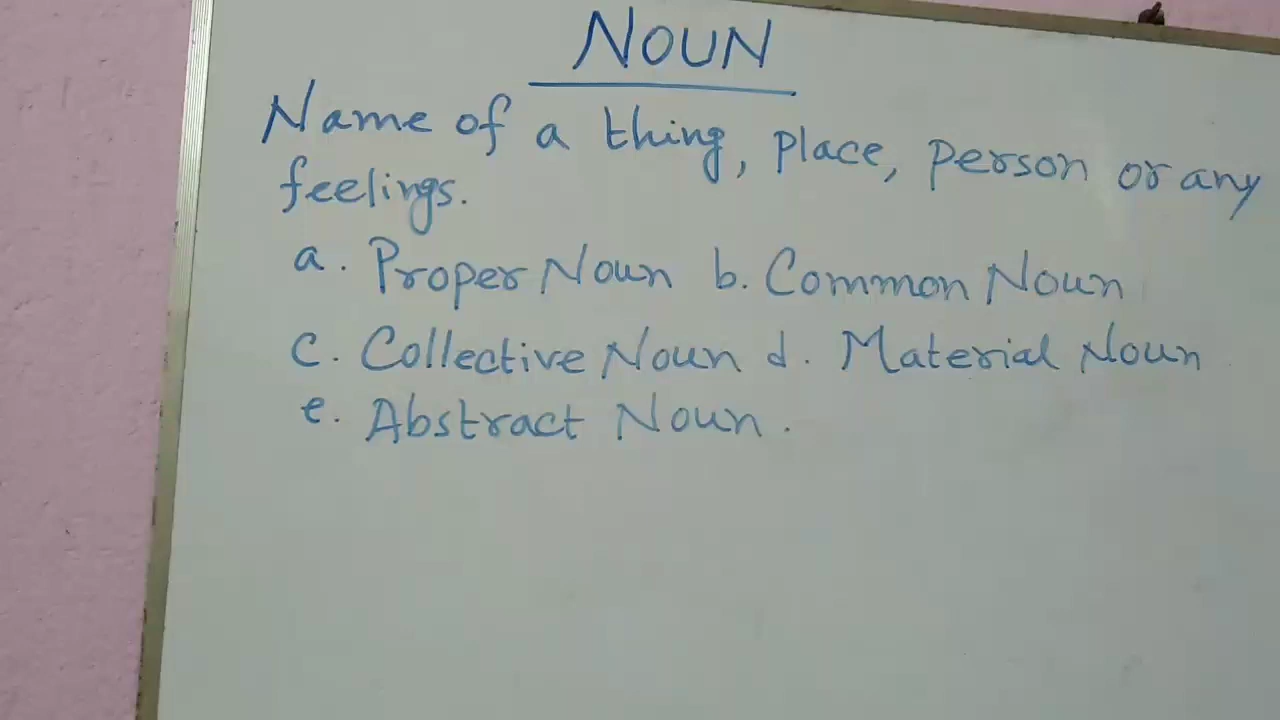 NOUN
Name of a thing, place, person or any
feelings.
a. Proper Noun b. Common Noun
c. Collective Noun d. Material Noun
e. Abstract Noun.